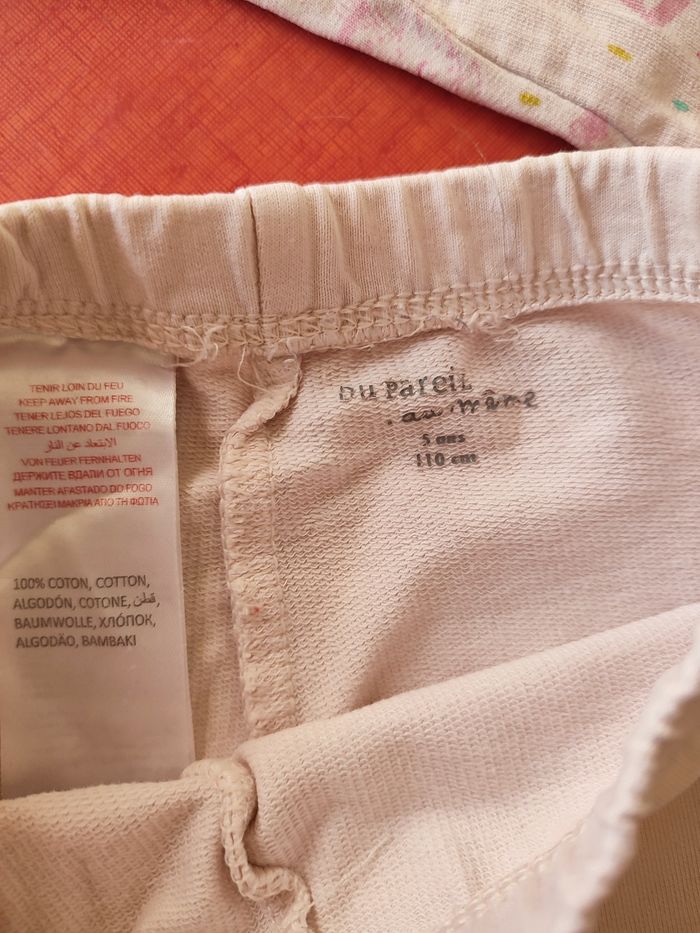 TENIR LOIN DU FEU
KEEP AWAY FROM FIRE
TENER LEJOS DEL FUEGO
TENERE LONTANO DAL FUOCO
الابتعاد عن النار
VON FEUER FERNHALTEN
ДЕРЖИТЕ ВДАЛИ ОТ ОГНЯ
MANTER AFASTADO DO FOGO
ΚΡΑΤΗΣΕΙ ΜΑΚΡΙΑ ΑΠΟ ΤΗ ΦΩΤΙΑ
100% COTON, COTTON,
ALGODÓN, COTONE, قطن,
BAUMWOLLE, ХЛОПОК,
ALGODÃO, BAMBAKI
DU PAREIL
...au même
5 ans
110 cm